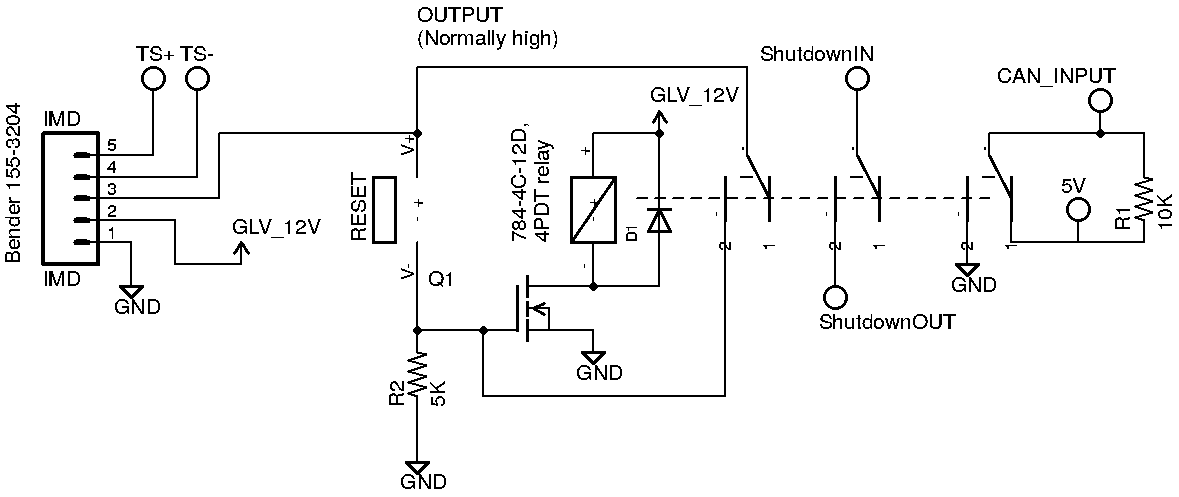 OUTPUT
(Normally high)
TS+ TS-
ShutdownIN
CAN_INPUT
GLV_12V
IMD
Bender 155-3204
5
4
3
2
1
IMD
GLV_12V
GND
V+
RESET
- +
V-
Q1
784-4C-12D,
4PDT relay
+
- +
-
D1
2
1
2
1
2
1
5V
R1
10K
GND
ShutdownOUT
GND
R2
5K
GND